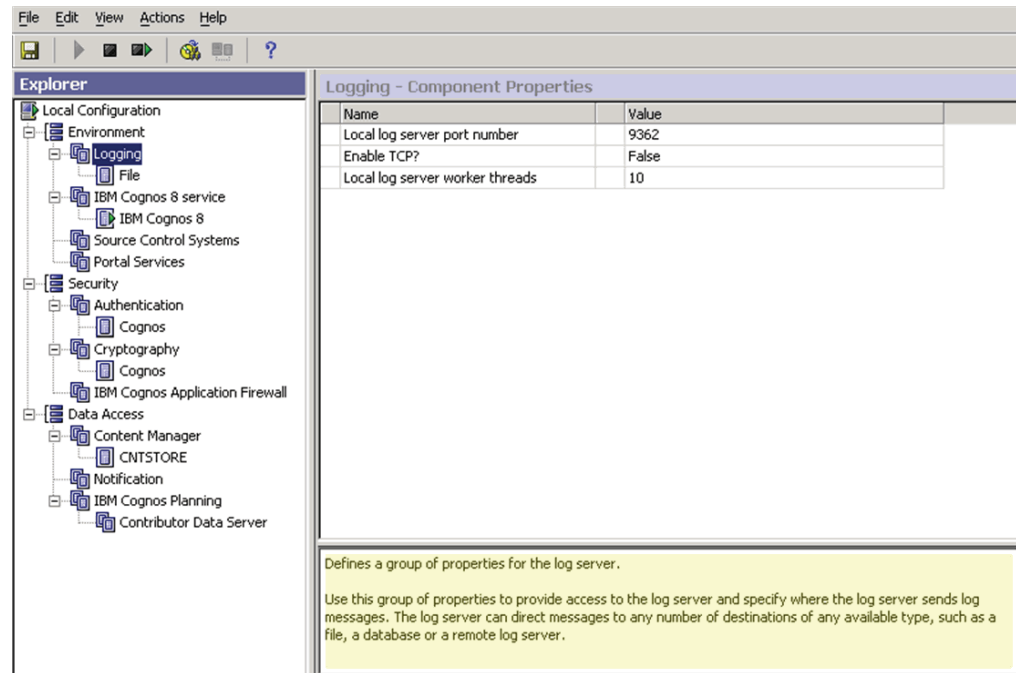 File Edit View Actions Help
?
Explorer
Local Configuration
Environment
Logging
File
IBM Cognos 8 service
IBM Cognos 8
Source Control Systems
Portal Services
Security
Authentication
Cognos
Cryptography
Cognos
IBM Cognos Application Firewall
Data Access
Content Manager
CNTSTORE
Notification
IBM Cognos Planning
Contributor Data Server
Logging - Component Properties
Name Value
Local log server port number 9362
Enable TCP? False
Local log server worker threads 10
Defines a group of properties for the log server.
Use this group of properties to provide access to the log server and specify where the log server sends log
messages. The log server can direct messages to any number of destinations of any available type, such as a
file, a database or a remote log server.